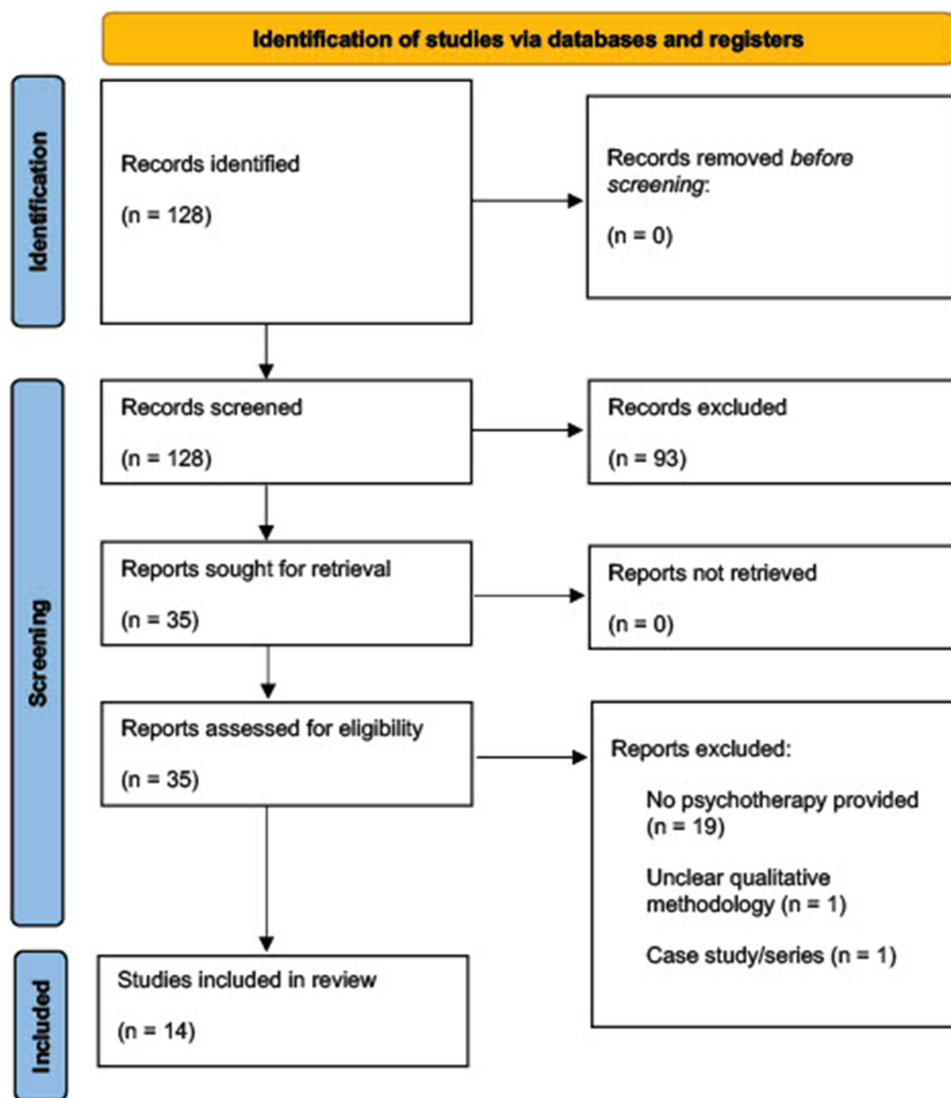 Identification of studies via databases and registers
Identification
Records identified
(n = 128)
Records removed before
screening:
(n = 0)
Screening
Records screened
(n = 128)
Records excluded
(n = 93)
Reports sought for retrieval
(n = 35)
Reports not retrieved
(n = 0)
Reports assessed for eligibility
(n = 35)
Reports excluded:
No psychotherapy provided
(n = 19)
Unclear qualitative
methodology (n = 1)
Case study/series (n = 1)
Included
Studies included in review
(n = 14)